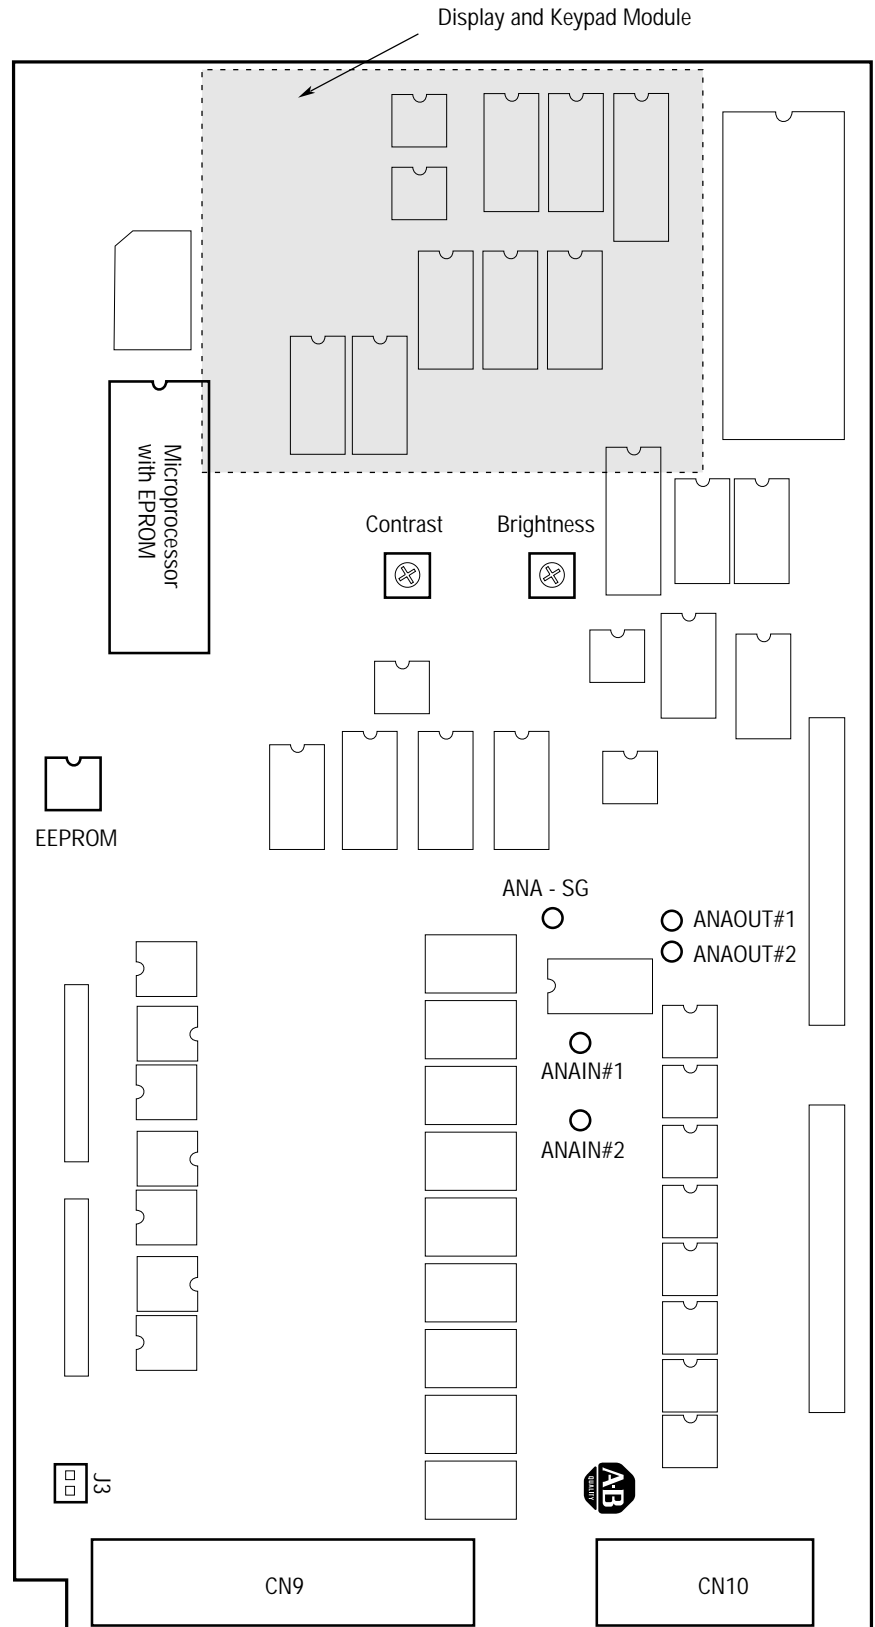 Display and Keypad Module
Microprocessor
with EPROM
Contrast
Brightness
EEPROM
ANA - SG
ANAOUT#1
ANAOUT#2
ANAIN#1
ANAIN#2
J3
A·B
QUALITY
CN9
CN10